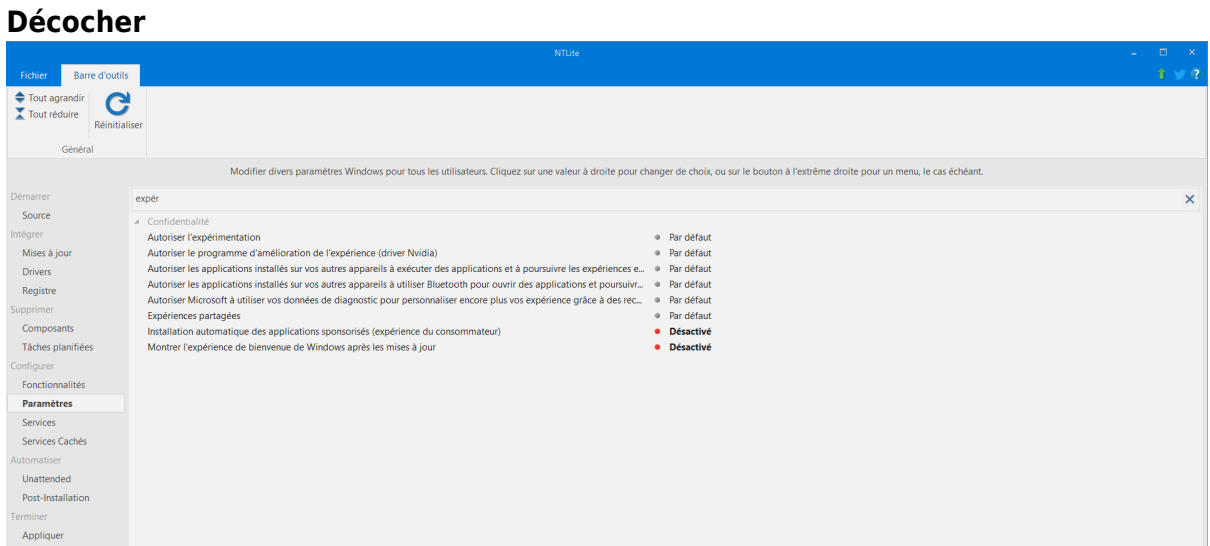 Décocher
NTLite
Fichier
Barre d'outils
Tout agrandir
Tout réduire
Réinitialiser
Général
Modifier divers paramètres Windows pour tous les utilisateurs. Cliquez sur une valeur à droite pour changer de choix, ou sur le bouton à l'extrême droite pour un menu, le cas échéant.
Démarrer
Source
Intégrer
Mises à jour
Drivers
Registre
Supprimer
Composants
Tâches planifiées
Configurer
Fonctionnalités
Paramètres
Services
Services Cachés
Automatiser
Unattended
Post-Installation
Terminer
Appliquer
expér
Confidentialité
Autoriser l'expérimentation Par défaut
Autoriser le programme d'amélioration de l'expérience (driver Nvidia) Par défaut
Autoriser les applications installés sur vos autres appareils à exécuter des applications et à poursuivre les expériences e... Par défaut
Autoriser les applications installés sur vos autres appareils à utiliser Bluetooth pour ouvrir des applications et poursuivr... Par défaut
Autoriser Microsoft à utiliser vos données de diagnostic pour personnaliser encore plus vos expérience grâce à des rec... Par défaut
Expériences partagées Par défaut
Installation automatique des applications sponsorisés (expérience du consommateur) Désactivé
Montrer l'expérience de bienvenue de Windows après les mises à jour Désactivé